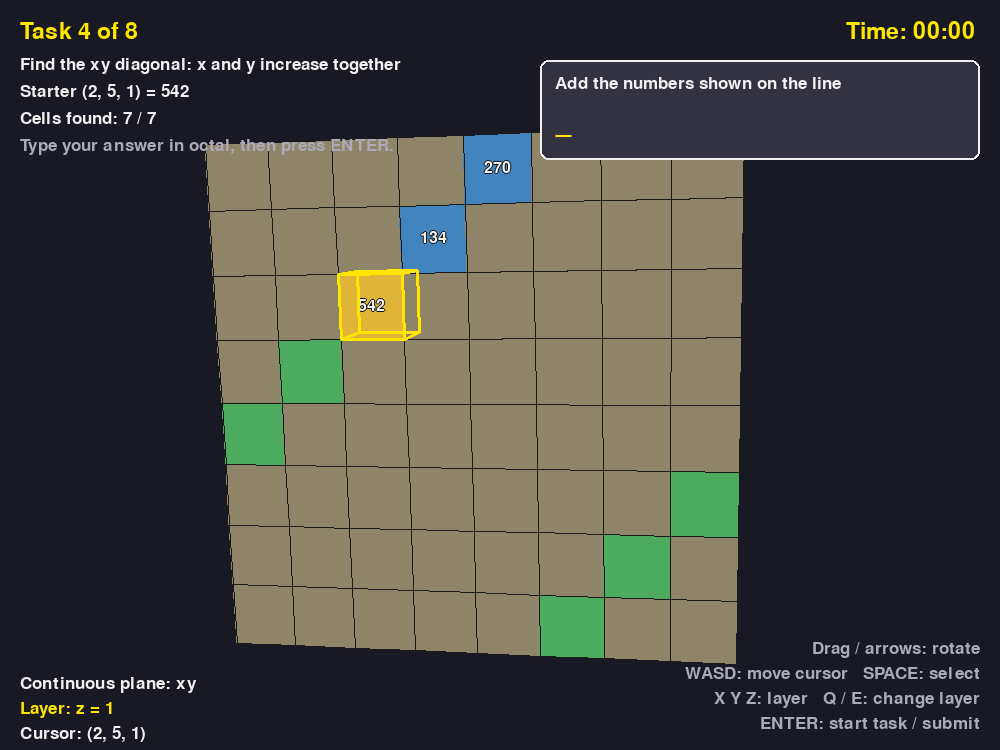 Task 4 of 8
Time: 00:00
Find the xy diagonal: x and y increase together
Starter (2, 5, 1) = 542
Cells found: 7 / 7
Type your answer in octal, then press ENTER.
Add the numbers shown on the line
_
270
134
542
Continuous plane: xy
Layer: z = 1
Cursor: (2, 5, 1)
Drag / arrows: rotate
WASD: move cursor   SPACE: select
X Y Z: layer   Q / E: change layer
ENTER: start task / submit